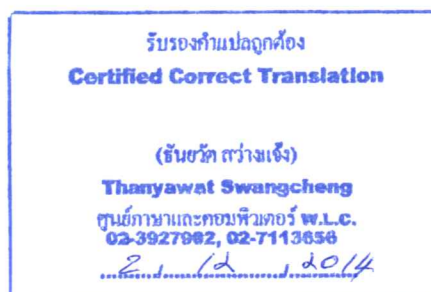 รับรองคำแปลถูกต้อง
Certified Correct Translation
(ธันยวัต สว่างแจ้ง)
Thanyawat Swangcheng
ศูนย์ภาษาและคอมพิวเตอร์ W.L.C.
02-3927982, 02-7113656
2 / 12 / 2014